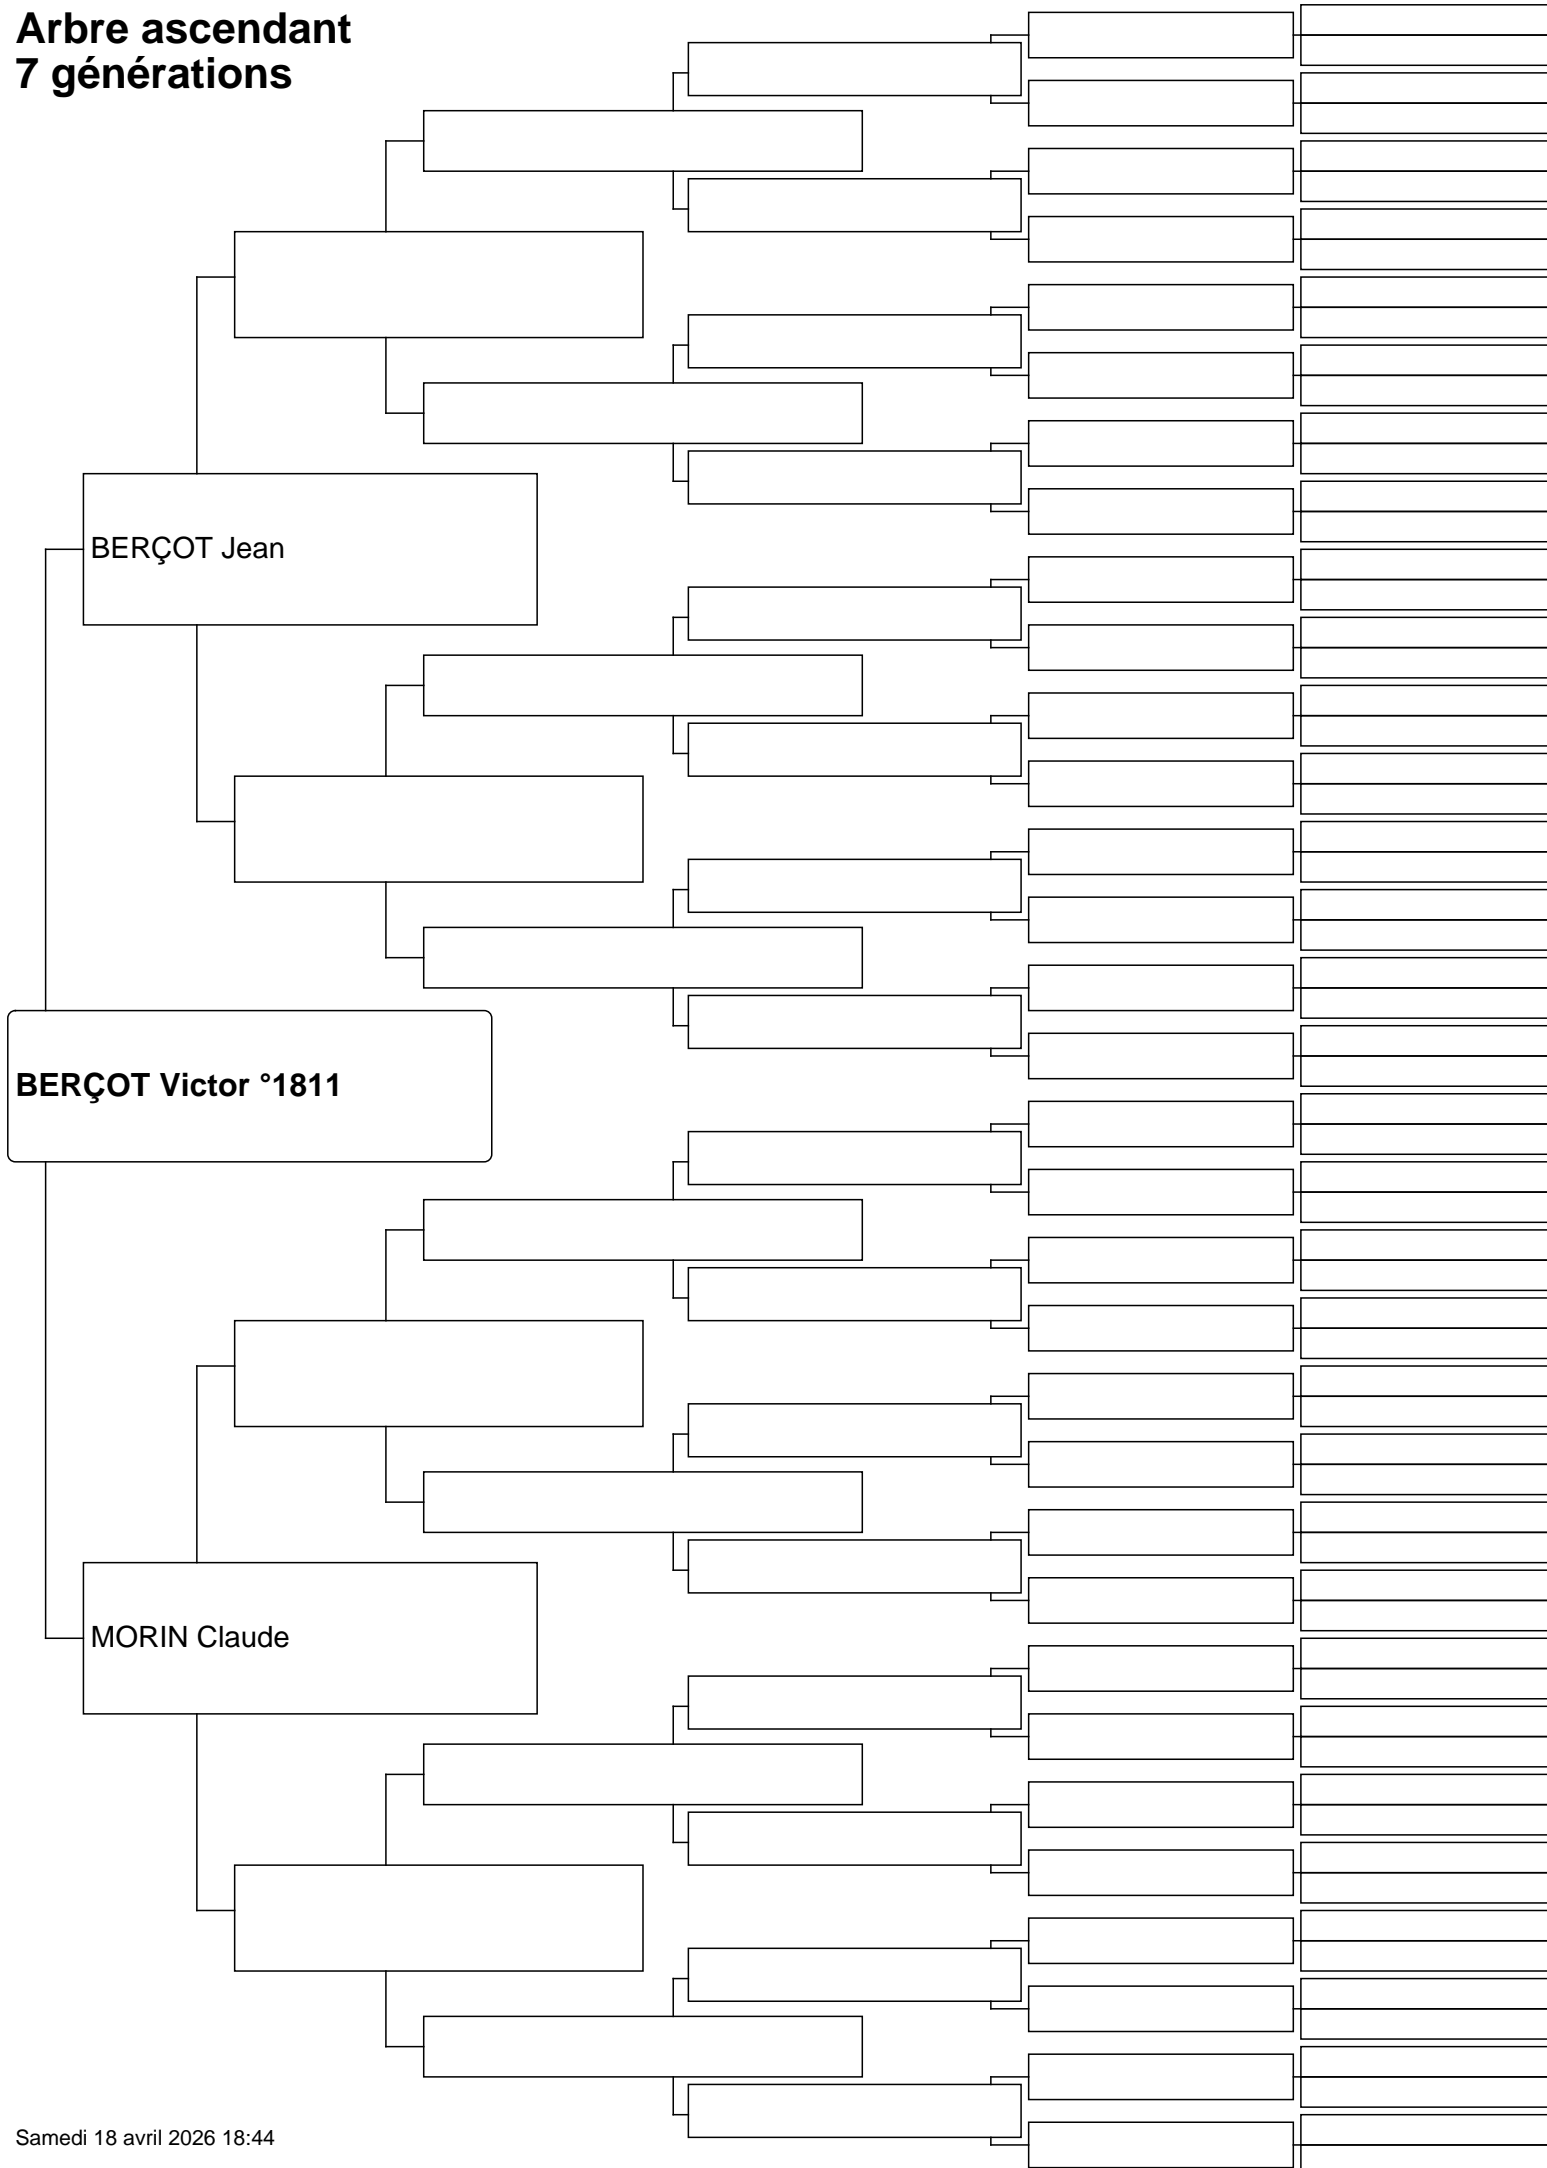 Arbre ascendant
7 générations
BERÇOT Jean
BERÇOT Victor °1811
MORIN Claude
Samedi 18 avril 2026 18:44